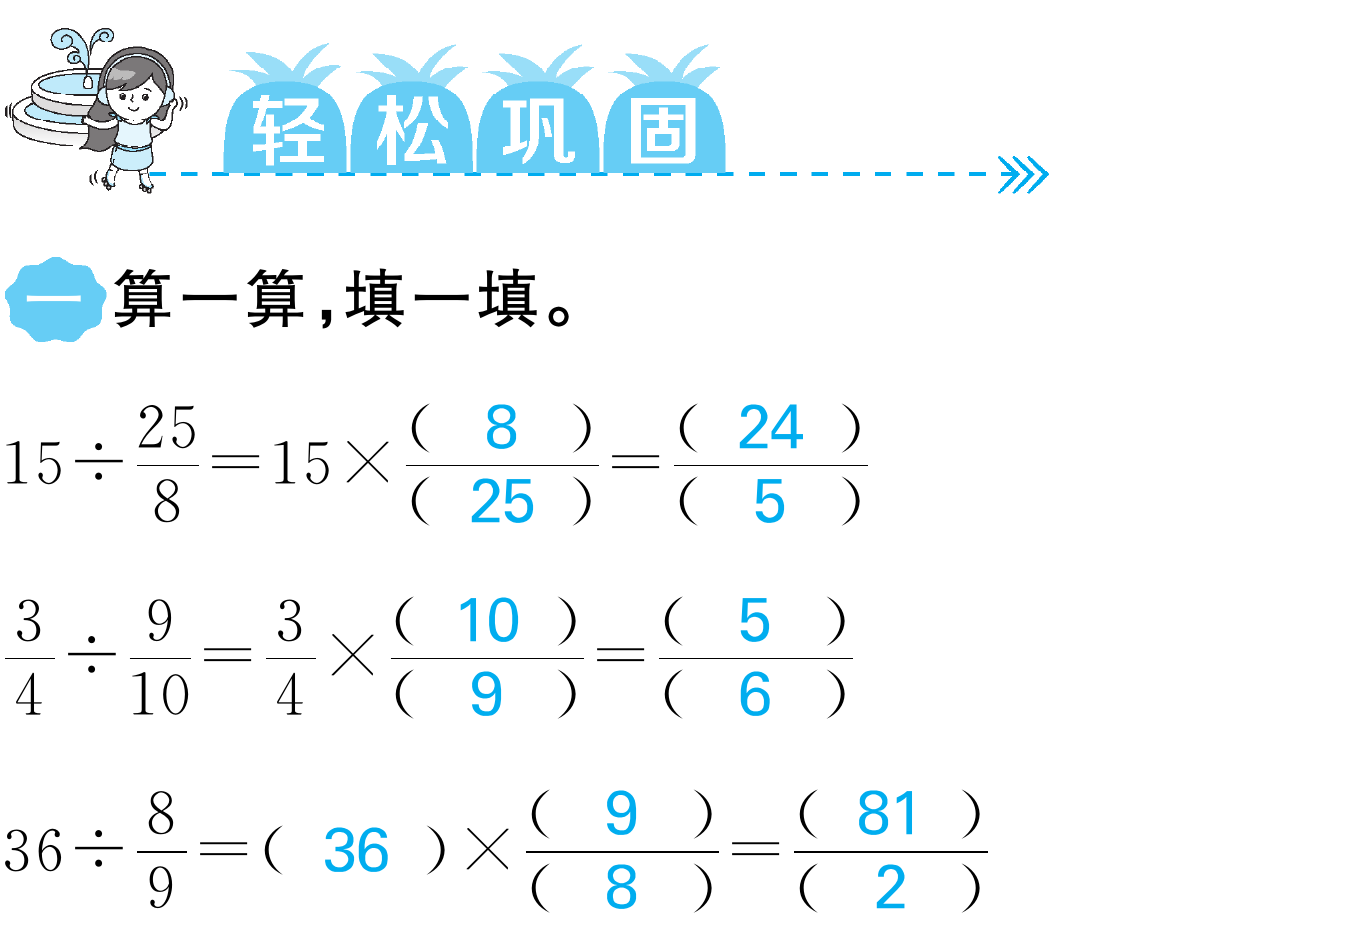 轻松巩固
一 算一算,填一填。
15÷25/8=15×( 8 )/( 25 )=( 24 )/( 5 )
3/4÷9/10=3/4×( 10 )/( 9 )=( 5 )/( 6 )
36÷8/9=( 36 )×( 9 )/( 8 )=( 81 )/( 2 )